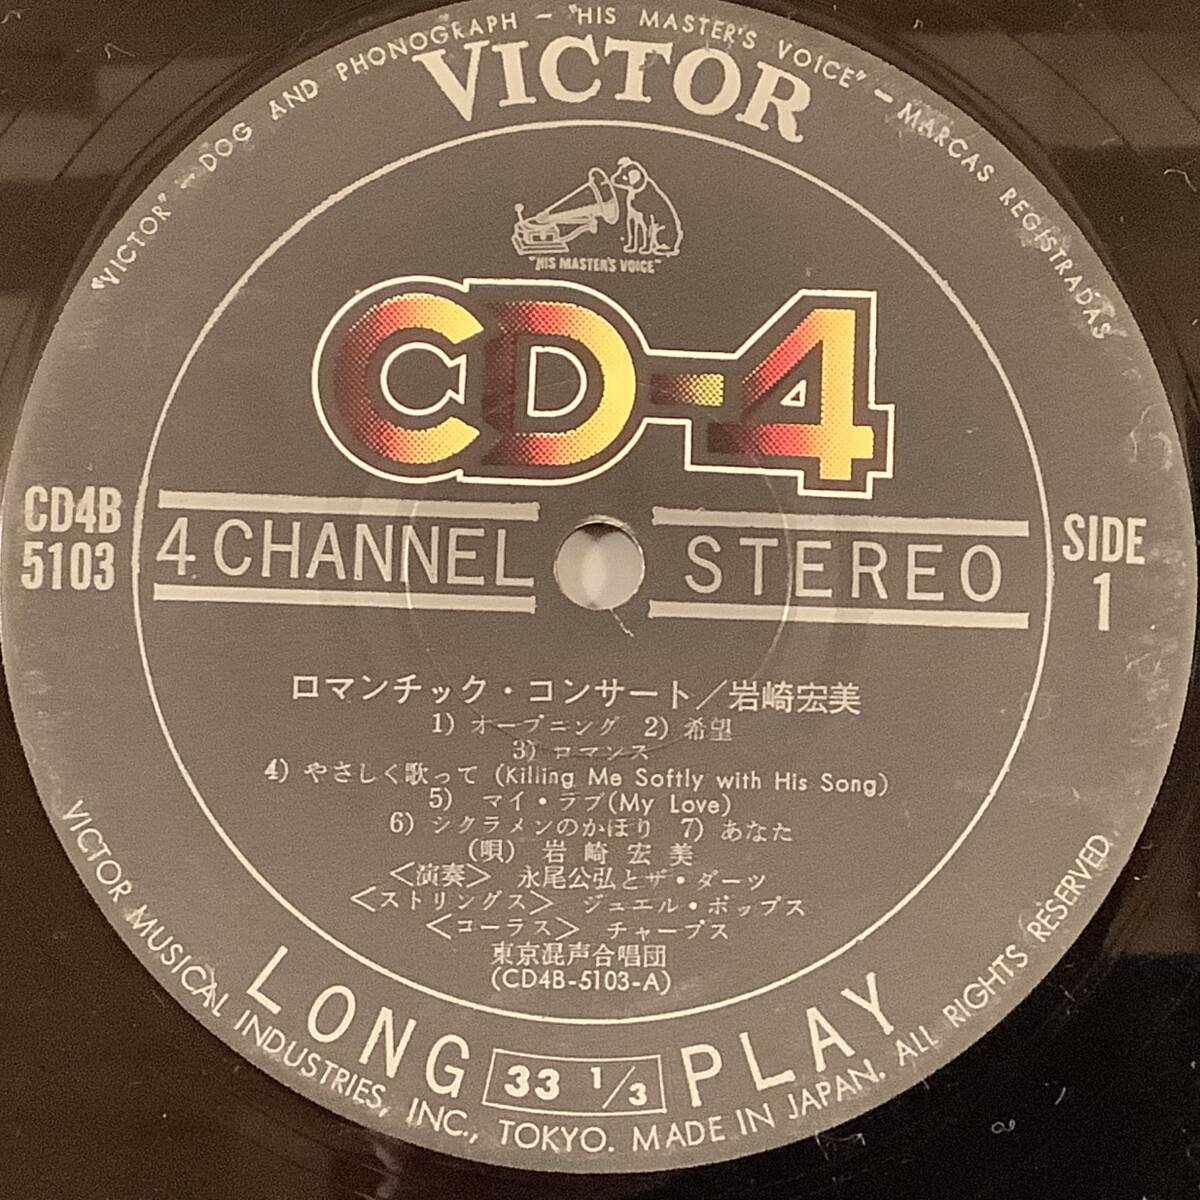 "VICTOR" – DOG AND PHONOGRAPH – "HIS MASTER'S VOICE" – MARCAS REGISTRADAS
VICTOR
"HIS MASTER'S VOICE"
CD-4
CD4B
5103
4 CHANNEL STEREO
SIDE
1
ロマンチック・コンサート／岩崎宏美
1) オープニング 2) 希望
3) ロマンス
4) やさしく歌って (Killing Me Softly with His Song)
5) マイ・ラブ(My Love)
6) シクラメンのかほり 7) あなた
(唄) 岩崎宏美
<演奏> 永尾公弘とザ・ダーツ
<ストリングス> ジュエル・ポップス
<コーラス> チャープス
東京混声合唱団
(CD4B-5103-A)
LONG 33 1/3 PLAY
VICTOR MUSICAL INDUSTRIES, INC., TOKYO. MADE IN JAPAN. ALL RIGHTS RESERVED.